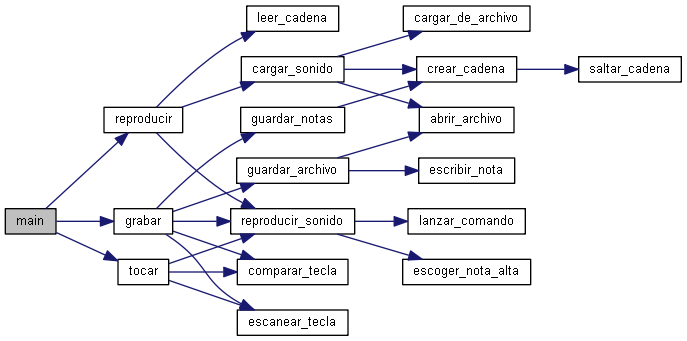 leer_cadena
cargar_de_archivo
cargar_sonido
crear_cadena
saltar_cadena
reproducir
guardar_notas
abrir_archivo
guardar_archivo
escribir_nota
main
grabar
reproducir_sonido
lanzar_comando
tocar
comparar_tecla
escoger_nota_alta
escanear_tecla